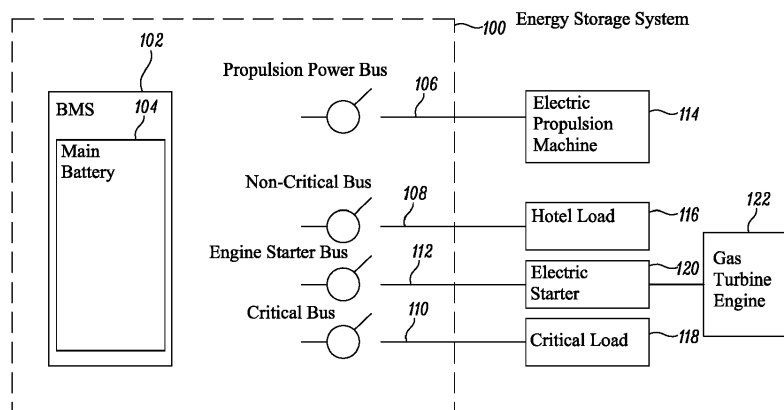 100
Energy Storage System
102
BMS
104
Main
Battery
Propulsion Power Bus
106
Electric
Propulsion
Machine
114
Non-Critical Bus
108
Hotel Load
116
122
Engine Starter Bus
112
Electric
Starter
120
Gas
Turbine
Engine
Critical Bus
110
Critical Load
118